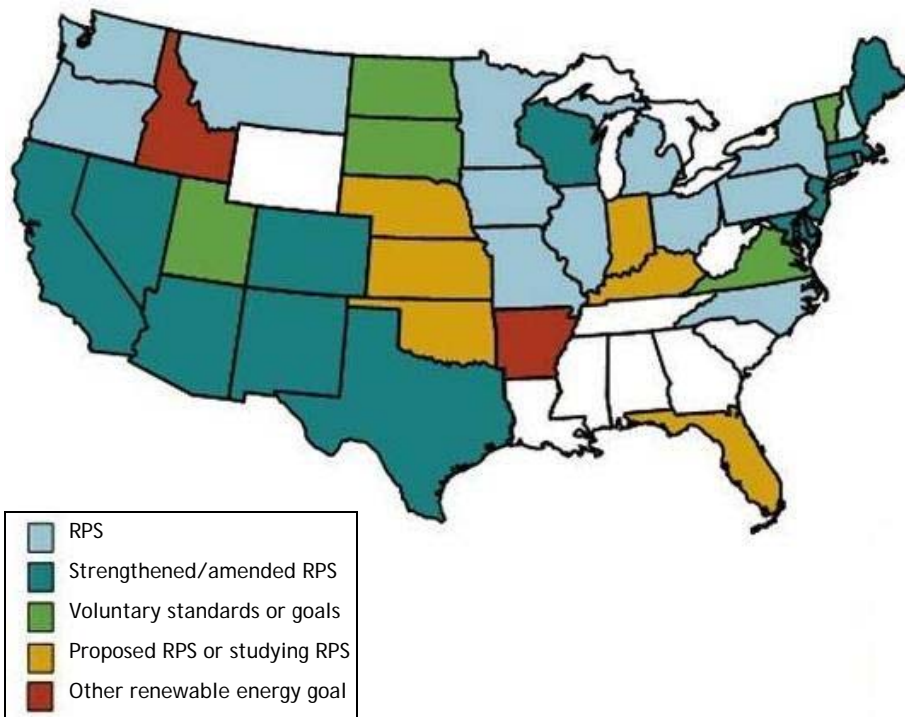 RPS
Strengthened/amended RPS
Voluntary standards or goals
Proposed RPS or studying RPS
Other renewable energy goal